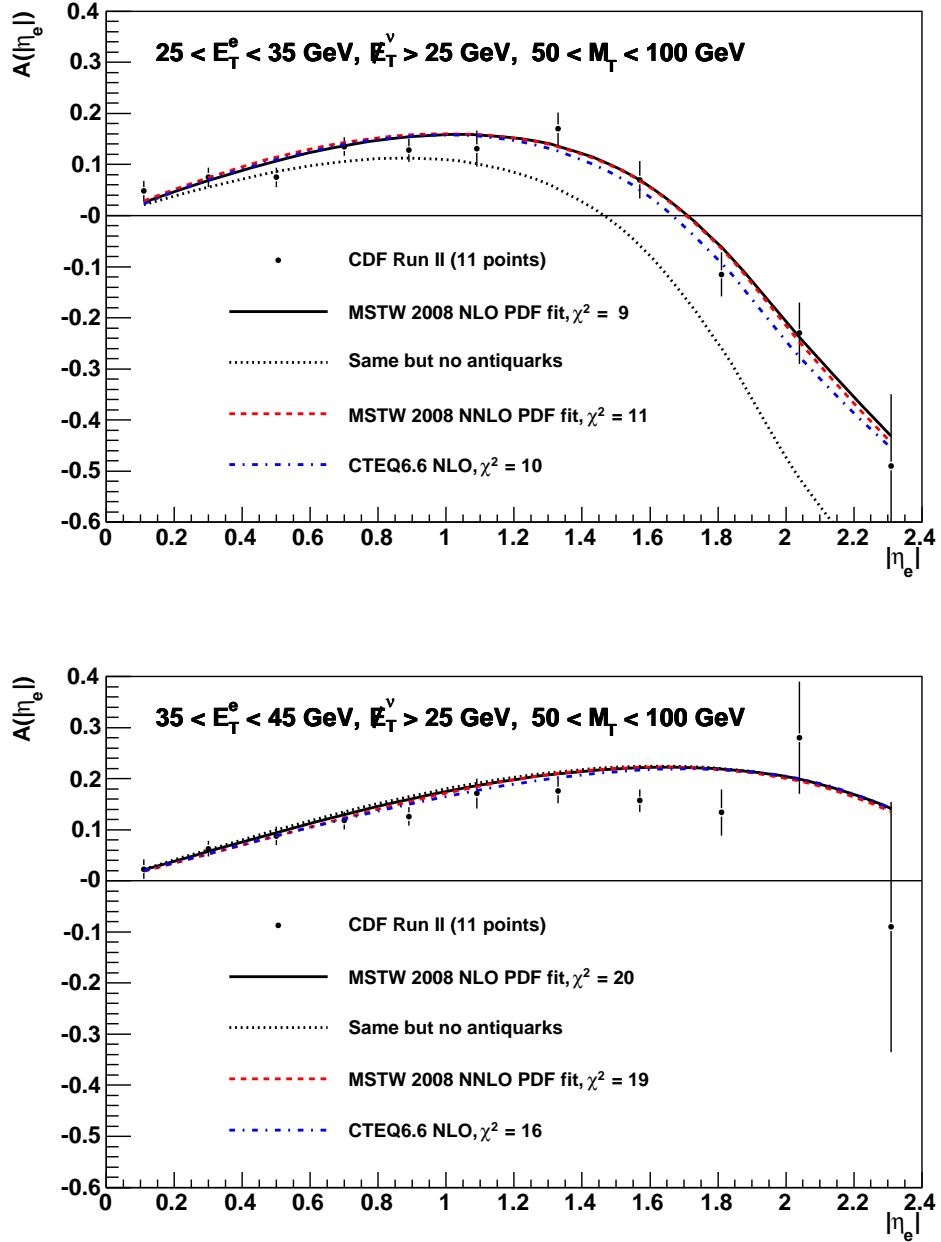 A(|η_e|)
25 < E_T^e < 35 GeV, E̸_T^ν > 25 GeV, 50 < M_T < 100 GeV
0.4
0.3
0.2
0.1
-0
-0.1
-0.2
-0.3
-0.4
-0.5
-0.6
CDF Run II (11 points)
MSTW 2008 NLO PDF fit, χ² = 9
Same but no antiquarks
MSTW 2008 NNLO PDF fit, χ² = 11
CTEQ6.6 NLO, χ² = 10
0 0.2 0.4 0.6 0.8 1 1.2 1.4 1.6 1.8 2 2.2 2.4
|η_e|
A(|η_e|)
35 < E_T^e < 45 GeV, E̸_T^ν > 25 GeV, 50 < M_T < 100 GeV
0.4
0.3
0.2
0.1
-0
-0.1
-0.2
-0.3
-0.4
-0.5
-0.6
CDF Run II (11 points)
MSTW 2008 NLO PDF fit, χ² = 20
Same but no antiquarks
MSTW 2008 NNLO PDF fit, χ² = 19
CTEQ6.6 NLO, χ² = 16
0 0.2 0.4 0.6 0.8 1 1.2 1.4 1.6 1.8 2 2.2 2.4
|η_e|